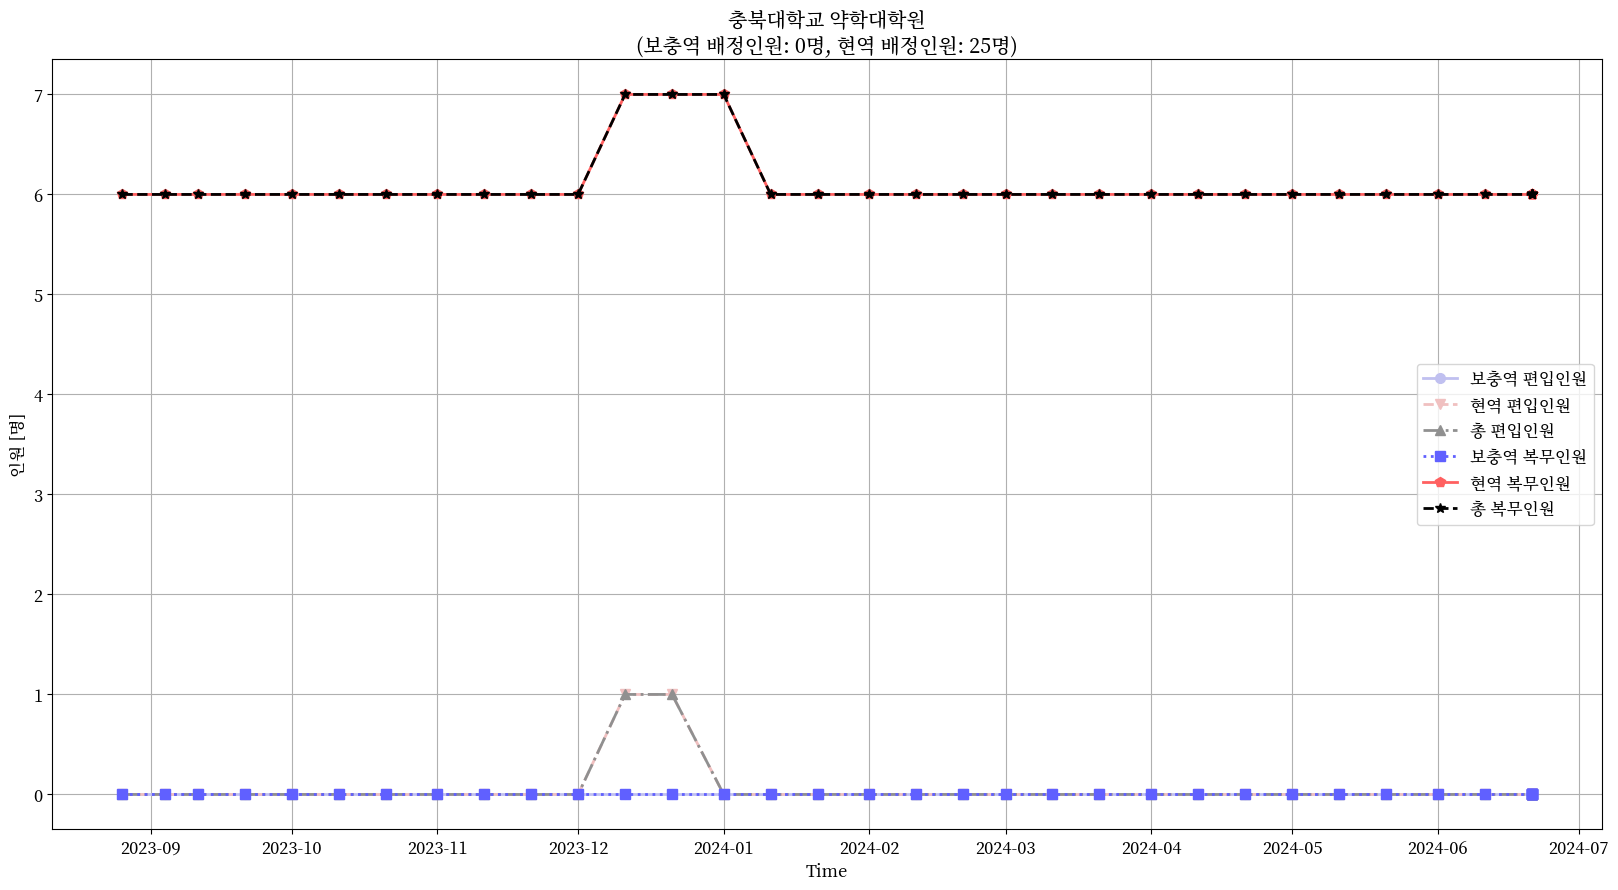 충북대학교 약학대학원
(보충역 배정인원: 0명, 현역 배정인원: 25명)
7
6
5
4
3
2
1
0
인원 [명]
보충역 편입인원
현역 편입인원
총 편입인원
보충역 복무인원
현역 복무인원
총 복무인원
2023-09 2023-10 2023-11 2023-12 2024-01 2024-02 2024-03 2024-04 2024-05 2024-06 2024-07
Time